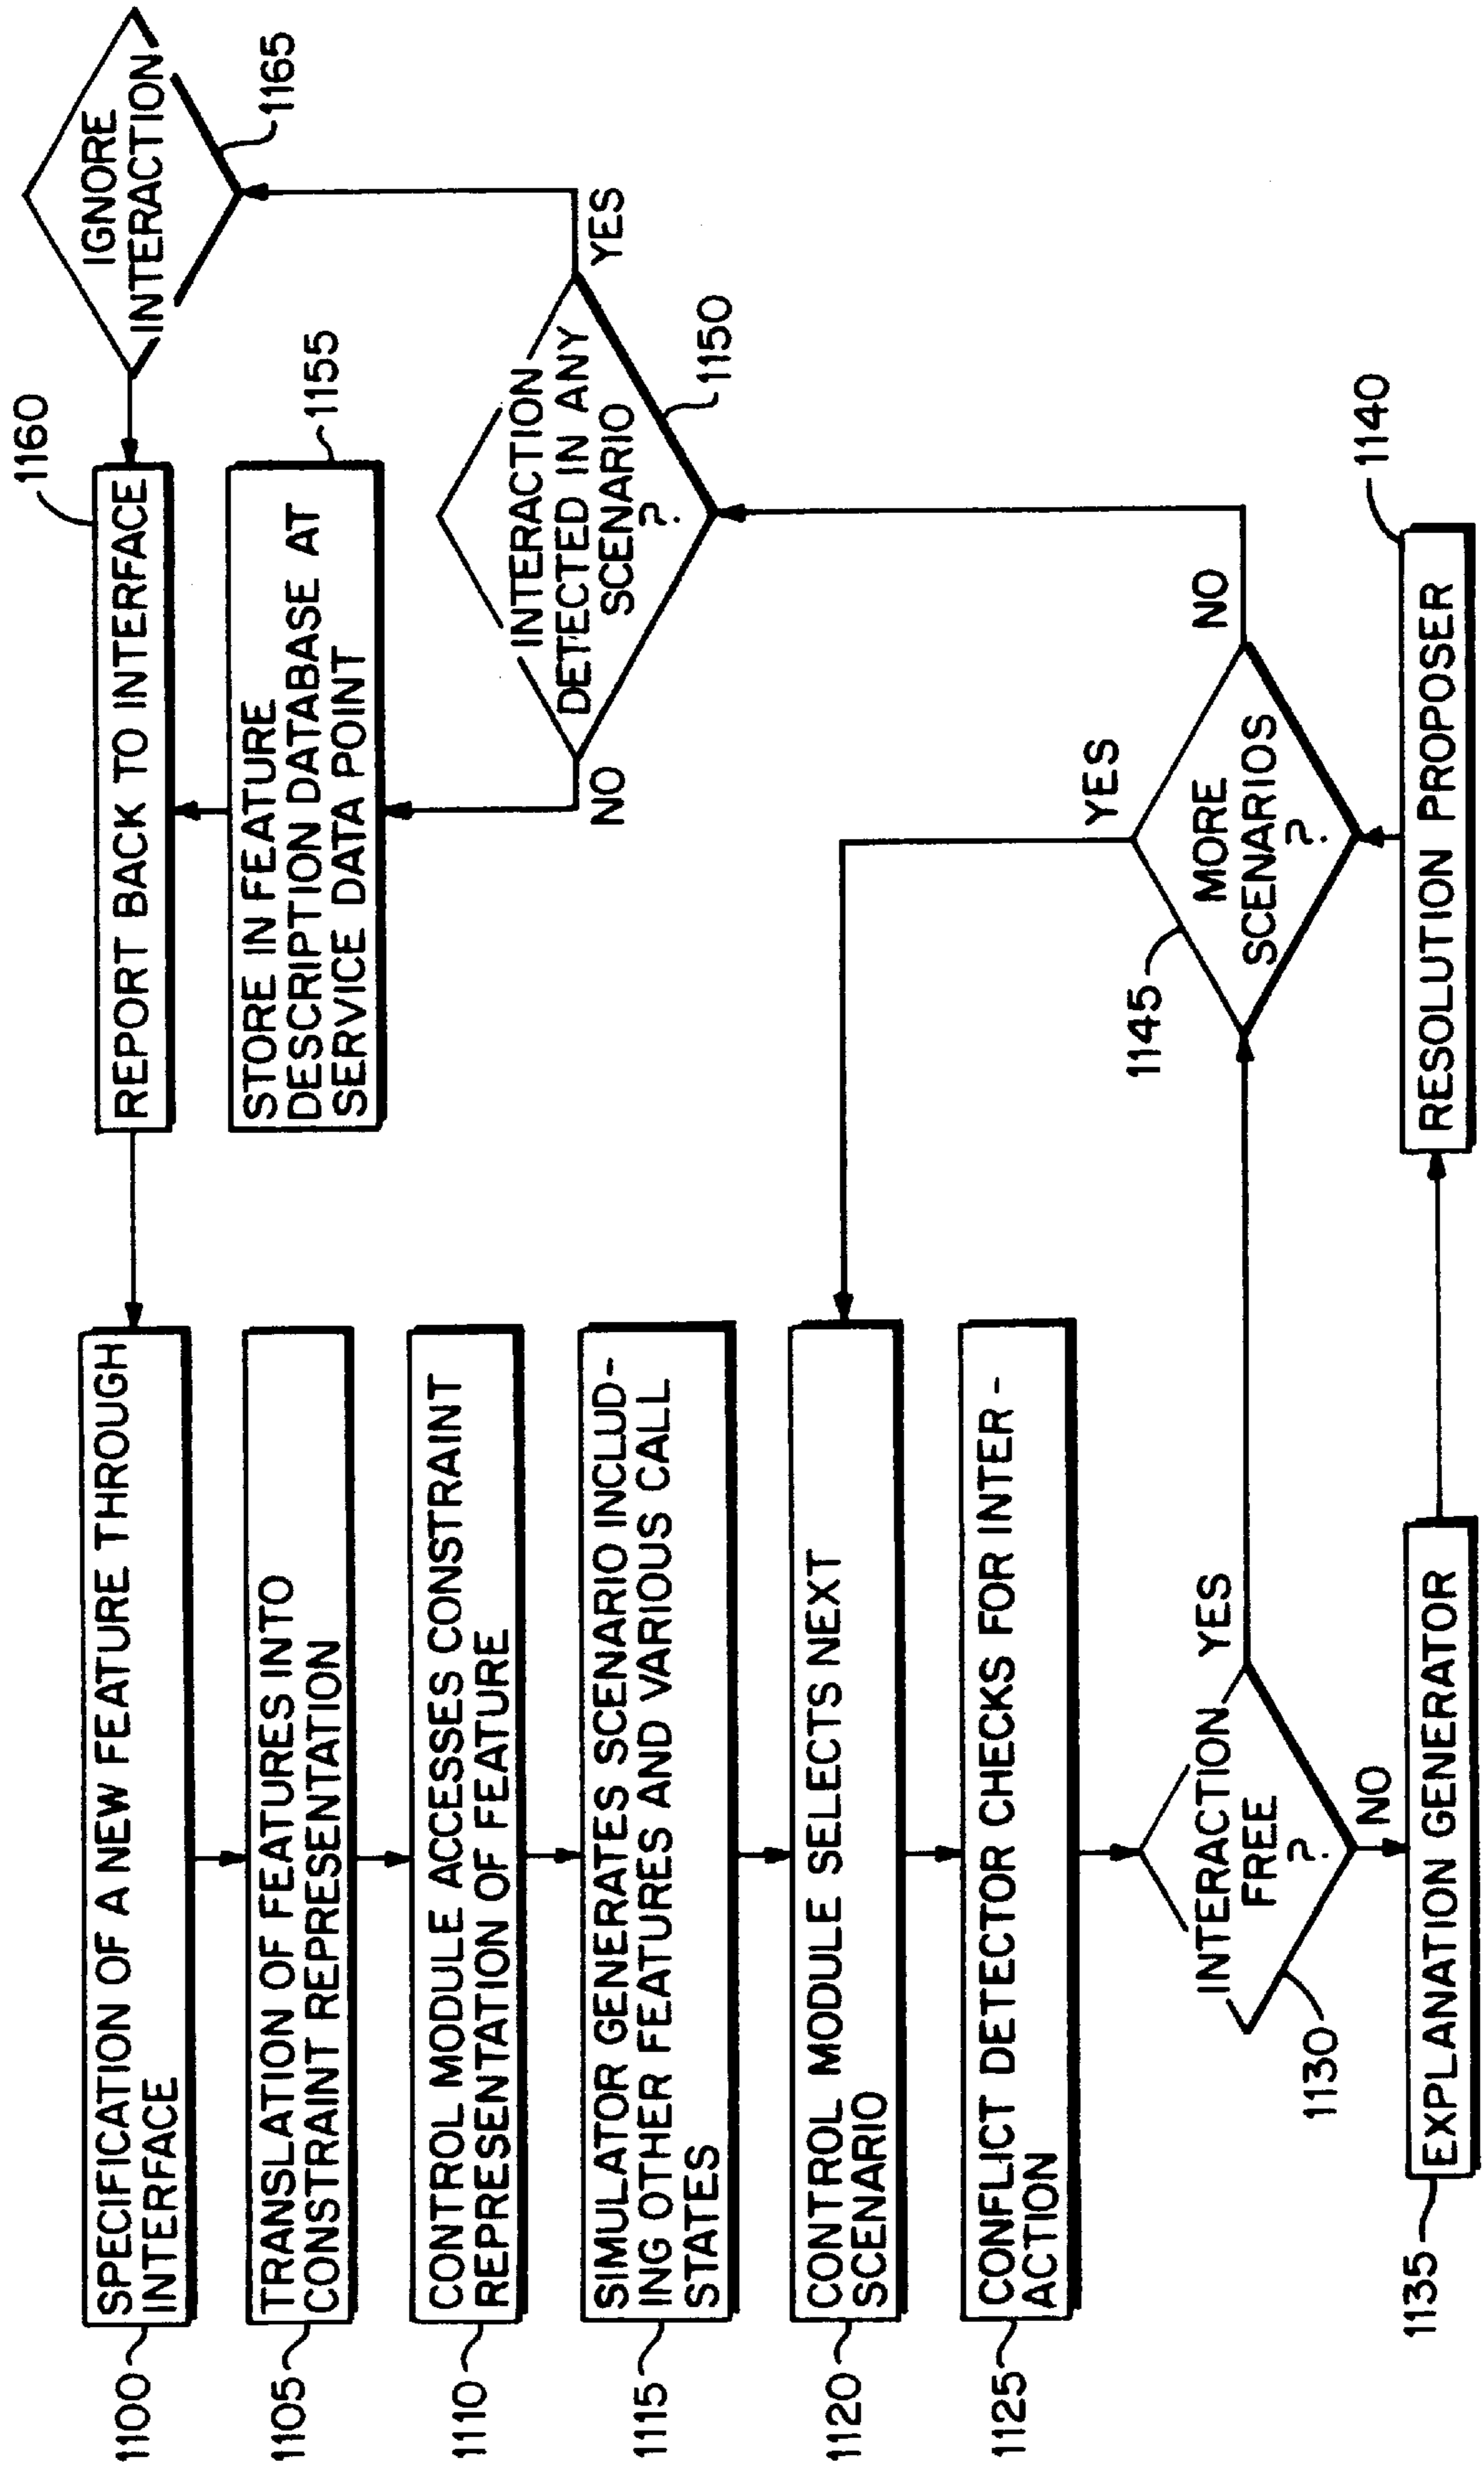 1100
SPECIFICATION OF A NEW FEATURE THROUGH
INTERFACE
1105
TRANSLATION OF FEATURES INTO
CONSTRAINT REPRESENTATION
1110
CONTROL MODULE ACCESSES CONSTRAINT
REPRESENTATION OF FEATURE
1115
SIMULATOR GENERATES SCENARIO INCLUD-
ING OTHER FEATURES AND VARIOUS CALL
STATES
1120
CONTROL MODULE SELECTS NEXT
SCENARIO
1125
CONFLICT DETECTOR CHECKS FOR INTER-
ACTION
1130
INTERACTION
FREE
?
YES
NO
1135
EXPLANATION GENERATOR
1140
RESOLUTION PROPOSER
1145
MORE
SCENARIOS
?
YES
NO
1150
INTERACTION
DETECTED IN ANY
SCENARIO
?
NO
YES
1155
STORE IN FEATURE
DESCRIPTION DATABASE AT
SERVICE DATA POINT
1160
REPORT BACK TO INTERFACE
1165
IGNORE
INTERACTION